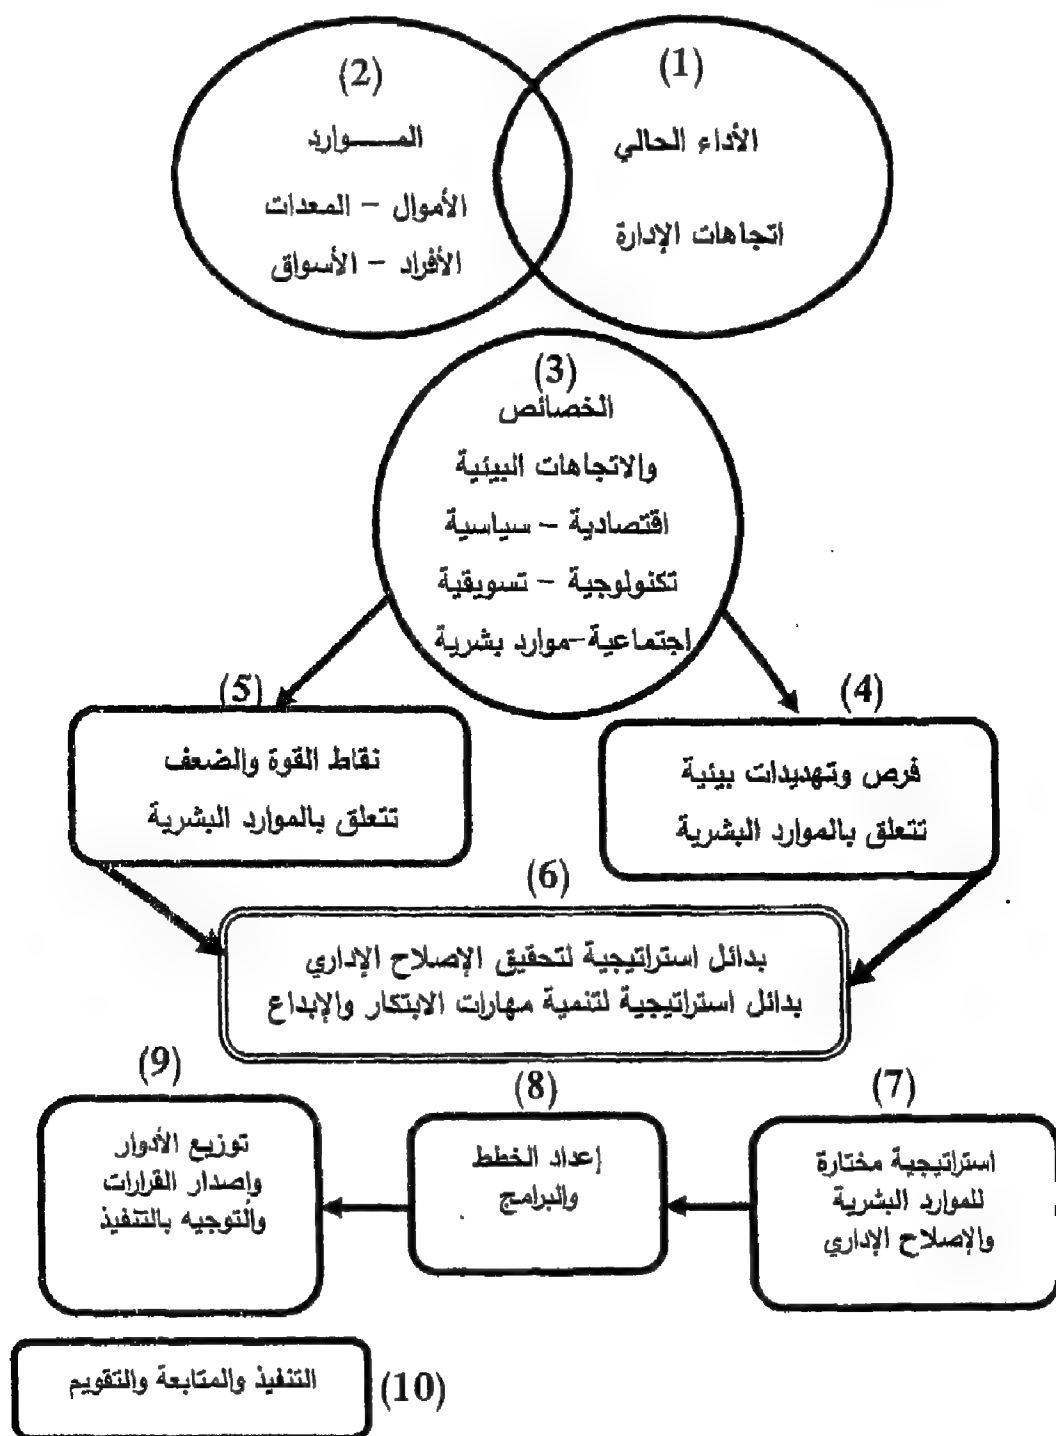 (1)
الأداء الحالي
اتجاهات الإدارة
(2)
المـــوارد
الأموال – المعدات
الأفراد – الأسواق
(3)
الخصائص
والاتجاهات البيئية
اقتصادية – سياسية
تكنولوجية – تسويقية
اجتماعية–موارد بشرية
(4)
فرص وتهديدات بيئية
تتعلق بالموارد البشرية
(5)
نقاط القوة والضعف
تتعلق بالموارد البشرية
(6)
بدائل استراتيجية لتحقيق الإصلاح الإداري
بدائل استراتيجية لتنمية مهارات الابتكار والإبداع
(7)
استراتيجية مختارة
للموارد البشرية
والإصلاح الإداري
(8)
إعداد الخطط
والبرامج
(9)
توزيع الأدوار
وإصدار القرارات
والتوجيه بالتنفيذ
(10)
التنفيذ والمتابعة والتقويم